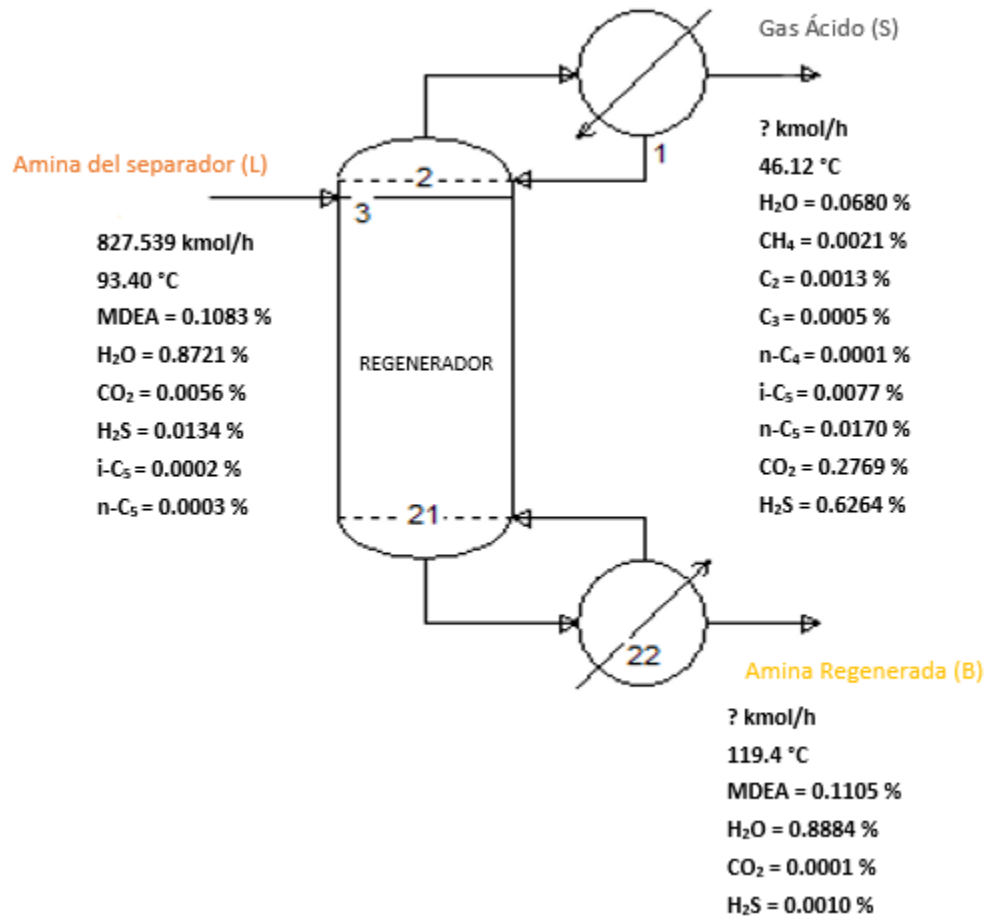 Gas Ácido (S)
? kmol/h
46.12 °C
H₂O = 0.0680 %
CH₄ = 0.0021 %
C₂ = 0.0013 %
C₃ = 0.0005 %
n-C₄ = 0.0001 %
i-C₅ = 0.0077 %
n-C₅ = 0.0170 %
CO₂ = 0.2769 %
H₂S = 0.6264 %
1
Amina del separador (L)
2
3
827.539 kmol/h
93.40 °C
MDEA = 0.1083 %
H₂O = 0.8721 %
CO₂ = 0.0056 %
H₂S = 0.0134 %
i-C₅ = 0.0002 %
n-C₅ = 0.0003 %
REGENERADOR
21
22
Amina Regenerada (B)
? kmol/h
119.4 °C
MDEA = 0.1105 %
H₂O = 0.8884 %
CO₂ = 0.0001 %
H₂S = 0.0010 %